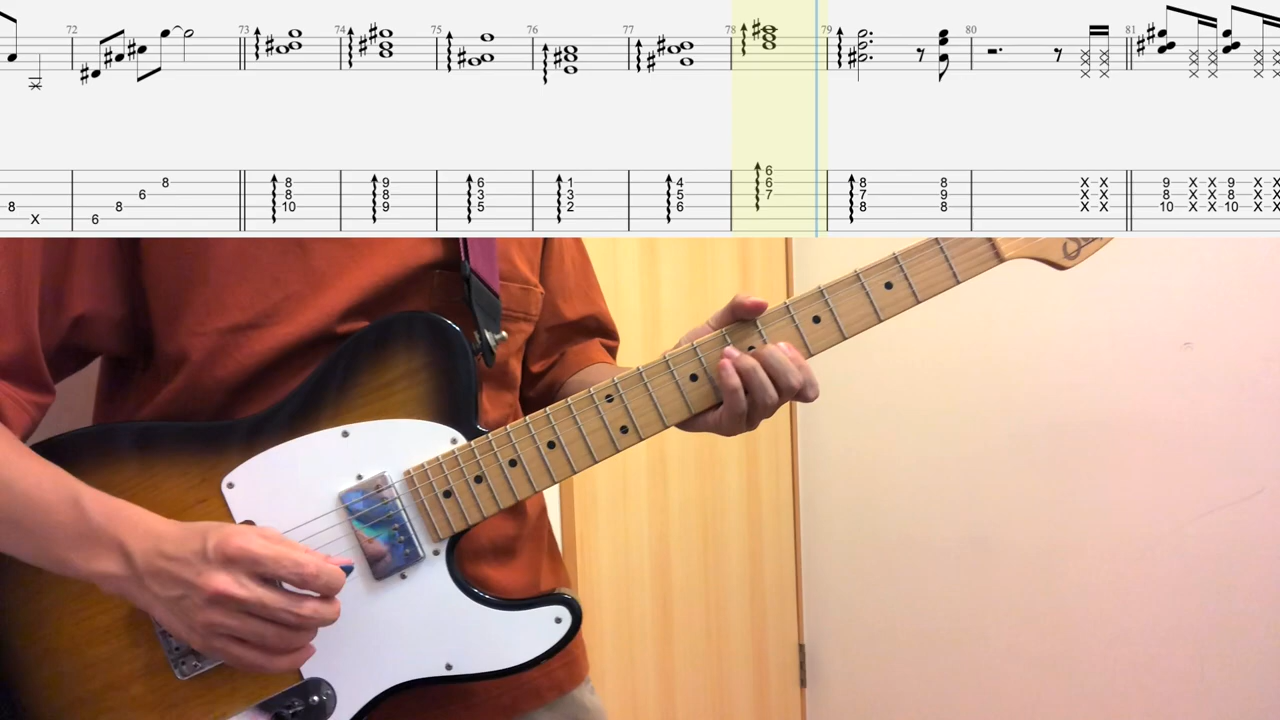 72 73 74 75 76 77 78 79 80 81
6
8 9 6 1 4 6 8 8 X X 9 X X 9 X X
8 6 8 8 3 3 5 7 7 9 X X 8 X X 8 X X
8 8 10 9 5 2 6 8 8 X X 10 X X 10 X X
X 6